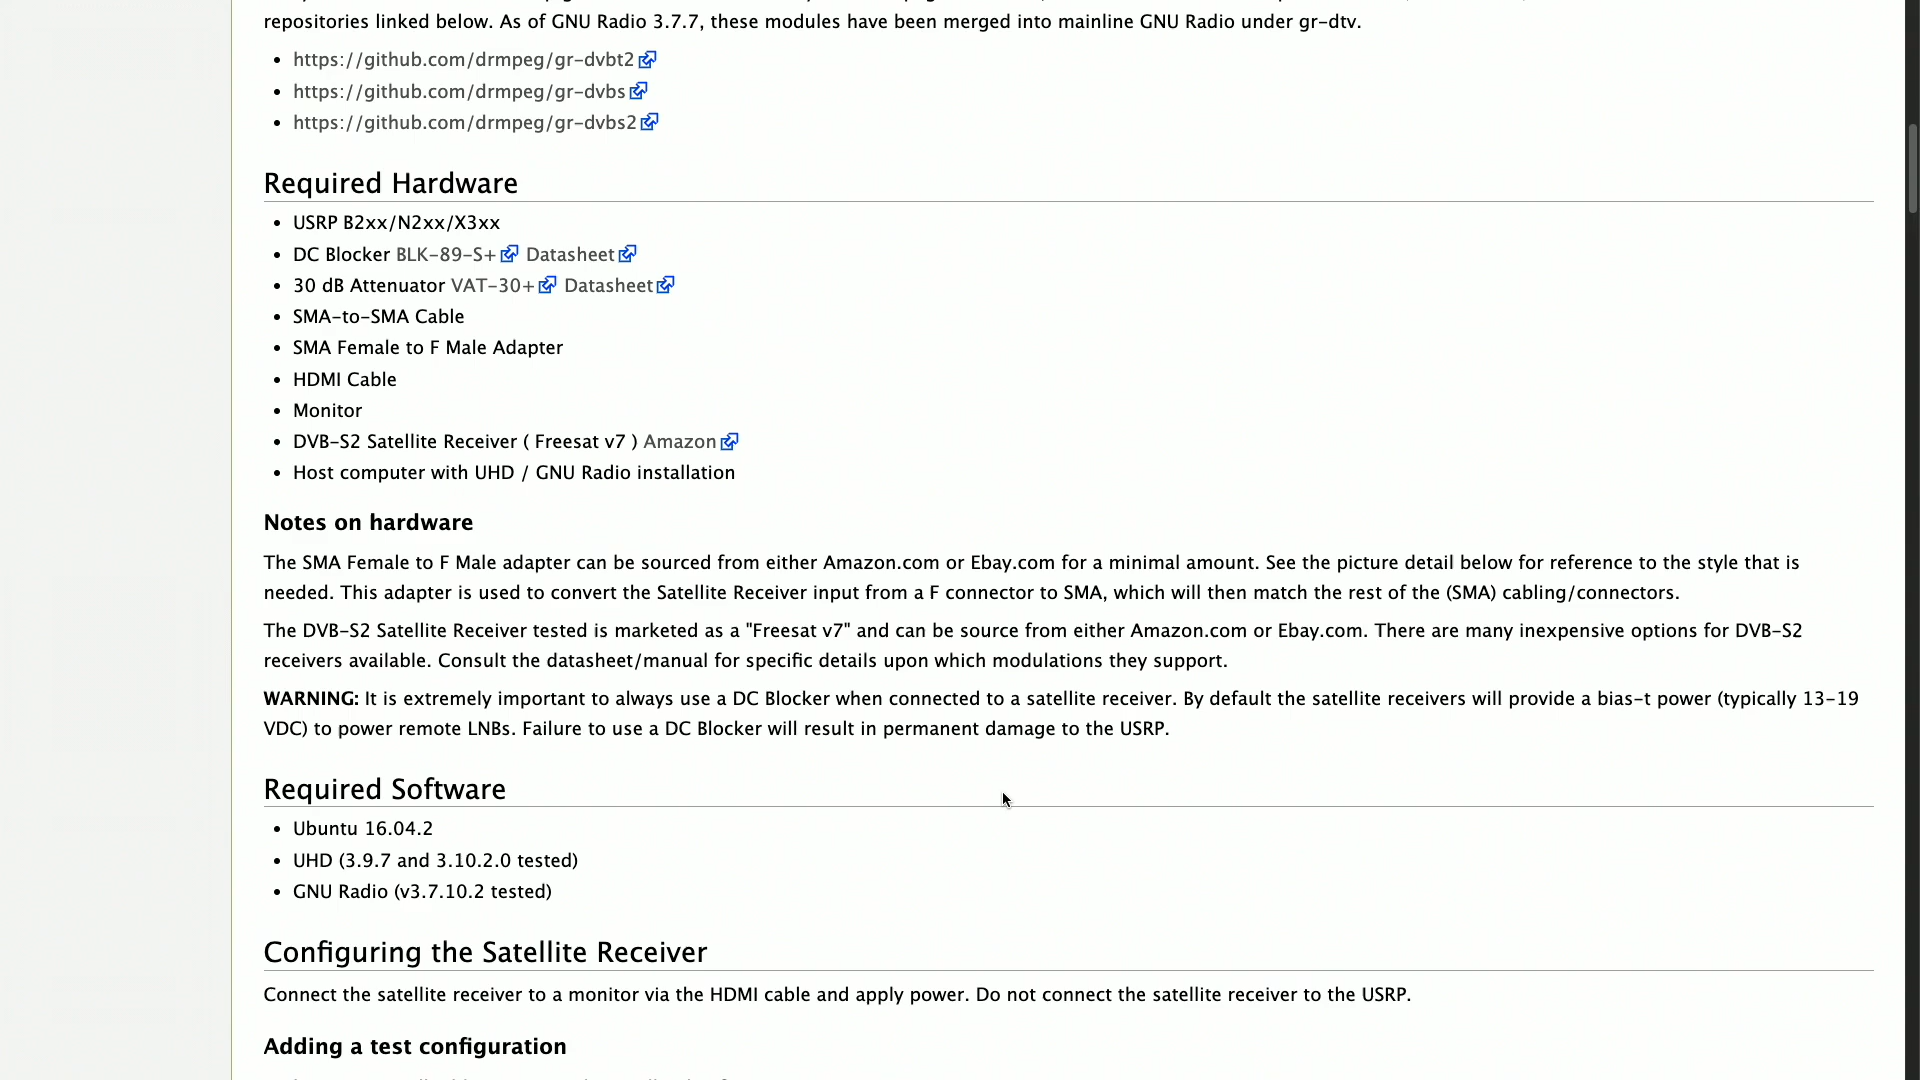 repositories linked below. As of GNU Radio 3.7.7, these modules have been merged into mainline GNU Radio under gr-dtv.
https://github.com/drmpeg/gr-dvbt2
https://github.com/drmpeg/gr-dvbs
https://github.com/drmpeg/gr-dvbs2
Required Hardware
USRP B2xx/N2xx/X3xx
DC Blocker BLK-89-S+ Datasheet
30 dB Attenuator VAT-30+ Datasheet
SMA-to-SMA Cable
SMA Female to F Male Adapter
HDMI Cable
Monitor
DVB-S2 Satellite Receiver ( Freesat v7 ) Amazon
Host computer with UHD / GNU Radio installation
Notes on hardware
The SMA Female to F Male adapter can be sourced from either Amazon.com or Ebay.com for a minimal amount. See the picture detail below for reference to the style that is
needed. This adapter is used to convert the Satellite Receiver input from a F connector to SMA, which will then match the rest of the (SMA) cabling/connectors.
The DVB-S2 Satellite Receiver tested is marketed as a "Freesat v7" and can be source from either Amazon.com or Ebay.com. There are many inexpensive options for DVB-S2
receivers available. Consult the datasheet/manual for specific details upon which modulations they support.
WARNING: It is extremely important to always use a DC Blocker when connected to a satellite receiver. By default the satellite receivers will provide a bias-t power (typically 13-19
VDC) to power remote LNBs. Failure to use a DC Blocker will result in permanent damage to the USRP.
Required Software
Ubuntu 16.04.2
UHD (3.9.7 and 3.10.2.0 tested)
GNU Radio (v3.7.10.2 tested)
Configuring the Satellite Receiver
Connect the satellite receiver to a monitor via the HDMI cable and apply power. Do not connect the satellite receiver to the USRP.
Adding a test configuration